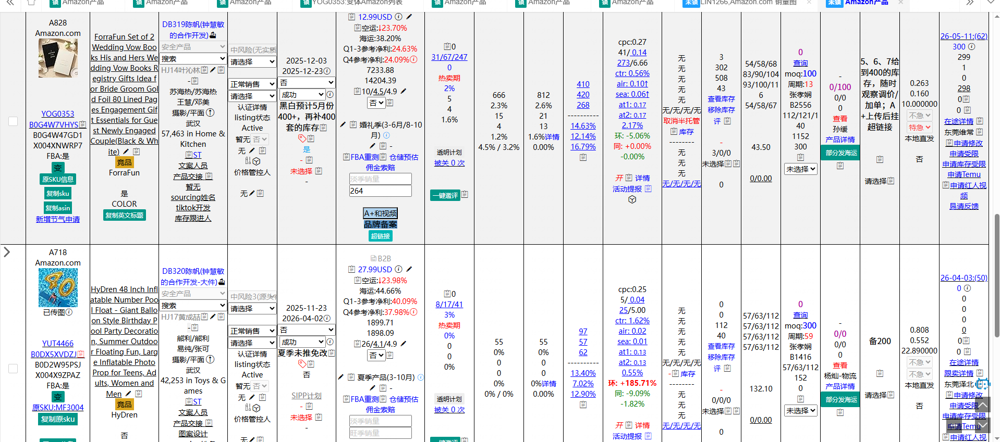 锁 Amazon产品
锁 Amazon产品
锁 Amazon产品
锁 YOG0353:变体Amazon列表
锁 Amazon产品
锁 Amazon产品
锁 Amazon产品
未锁 LIN1266,Amazon.com 销量图
未锁 Amazon产品
A828
Amazon.com
YOG0353
B0G4W7VHYS
B0G4W47GD1
X004XNWRP7
FBA:是
变
原SKU信息
复制sku
复制asin
新增节气申请
ForraFun Set of 2
Wedding Vow Boo
ks His and Hers We
dding Vow Books R
egistry Gifts Idea f
or Bride Groom Gol
d Foil 80 Lined Pag
es Engagement Gif
t Essentials for Gue
st Newly Engaged
Couple(Black & Wh
ite)
竞品
ForraFun
是
COLOR
复制英文标题
DB319陈帆(钟慧敏
的合作开发)
安全产品
搜索
HJ14叶沁林
-
苏海热/苏海热
王慧/邓美
摄影/平面
武汉
57,463 in Home &
Kitchen
ST
文案人员
产品交接
暂无
sourcing姓名
tiktok开发
库存跟进人
中风险(无实质
请选择
正常销售
请选择
认证详情
listing状态
Active
暂无 否
无
价格管控人
无
2025-12-03
2025-12-23
否
成功
黑白预计5月份
400+，再补400
套的库存
是
-
未选择
-
12.99USD
空运:↓23.70%
海运:38.20%
Q1-3参考净利:24.63%
Q4参考净利:24.09%
7233.88
14204.39
10/4.5/4.9
否
婚礼季(3-6月/8-10
月)
-
FBA重测 仓储预估
佣金索赔
淡季销量
264
A+和视频
品牌备案
超链接
0
31/67/247
0
热卖期
2%
5
4
1.6%
透明计划
被关 0 次
一键邀评
666
2.3%
15
4
1.2%
4.5% / 3.2%
812
2.6%
21
13
1.6%详情
0.00%
410
420
268
----------
14.63%
12.14%
16.79%
cpc:0.27
41/ 0.14
273/6.66
ctr: 0.56%
air: 0.10↑
sea: 0.06↑
at1: 0.17
at2: 0.17
2.17%
环: -5.06%
同: +0.00%
-0.00%
开 详情
活动提报
无
无
无
无
无
无/无/无/无
取消半托管
库存
--------
无
无
无
无/无/无/无
3
302
508
43
查看库存
移除库存
评
-
3/0/0
未选择
0
54/58/68
83/90/104
93/100/11
6
54/58/67
43.50
0/0.00
0
查询
moq:100
周期:13
张孝娴
B2556
112/121/1
40
1152
300
未选择
-
0/100
0/0
0
查看
孙缓
产品详情
部分发海运
5、6、7给
到400的库
存，随时
观察调价/
加单；A
+上传后挂
超链接
请选择
0.263
0.160
10.000000
不急
特急
本地直发
否
26-05-11:(62)
300
299
1
0
298
0
0
在途详情
东莞维常
申请修改
申请受限
申请库存受限
申请Temu
申请红人视
频
恳请反馈
A718
Amazon.com
已传图
YUT4466
B0DX5XVDZJ
B0D2W95PSJ
X004X9ZPAZ
FBA:是
变
原SKU:MF3004
复制原sku
HyDren 48 Inch Infl
atable Number Poo
l Float - Giant Ballo
on Style Birthday P
ool Party Decoratio
n, Summer Outdoo
r Floating Fun, Larg
e Inflatable Photo
Prop for Teens, Ad
ults, Women and
Men
竞品
HyDren
否
DB320陈帆(钟慧敏
的合作开发-大件)
安全产品
搜索
HJ17黄成喆
-
熊利/熊利
易纯/张可
摄影/平面
武汉
42,253 in Toys & G
ames
ST
文案人员
产品交接
图案设计
中风险3(源头
请选择
正常销售
请选择
认证详情
listing状态
Active
暂无 否
无
价格管控人
无
2025-11-23
2026-04-02
否
成功
夏季未推免改
否
SIPP计划
-
未选择
-
B2B
27.99USD
空运:↓23.98%
海运:44.66%
Q1-3参考净利:40.09%
Q4参考净利:37.98%
1899.71
1898.09
26/4.1/4.9
否
夏季产品(3-10月)
-
FBA重测 仓储预估
佣金索赔
淡季销量
旺季销量
0
8/17/41
3%
热卖期
0%
0
0
0%
透明计划
被关 0 次
一键邀评
55
0%
0
0
0%
0% / 0%
55
0%
0
0
0%详情
0.00%
97
57
62
----------
13.40%
7.02%
12.90%
cpc:0.25
5/ 0.04
25/5.00
ctr: 1.62%
air: 0.02
sea: 0.01
at1: 0.13
at2: 0.13
0.55%
环: +185.71%
同: -9.09%
-1.82%
开 详情
活动提报
无
无
无
无
无
无/无/无/无
- 库存
--------
无
无
无
无
无/无/无/无
0
0
112
40
查看库存
移除库存
评
-
0/0/0
未选择
0
57/63/112
57/63/112
57/63/112
57/63/112
132.10
0/0.00
0
查询
moq:300
周期:59
张孝娴
B1416
57/63/112
152
0
未选择
-
0/0
0/0
0
查看
杨灿-物流
产品详情
部分发海运
备200
请选择
0.808
0.552
22.890000
不急
不急
本地直发
否
26-04-03:(50)
0
0
0
0
0
0
0
在途详情
跟卖详情
东莞泽北
申请修改
申请受限
申请库存受限
申请Temu
申请红人视